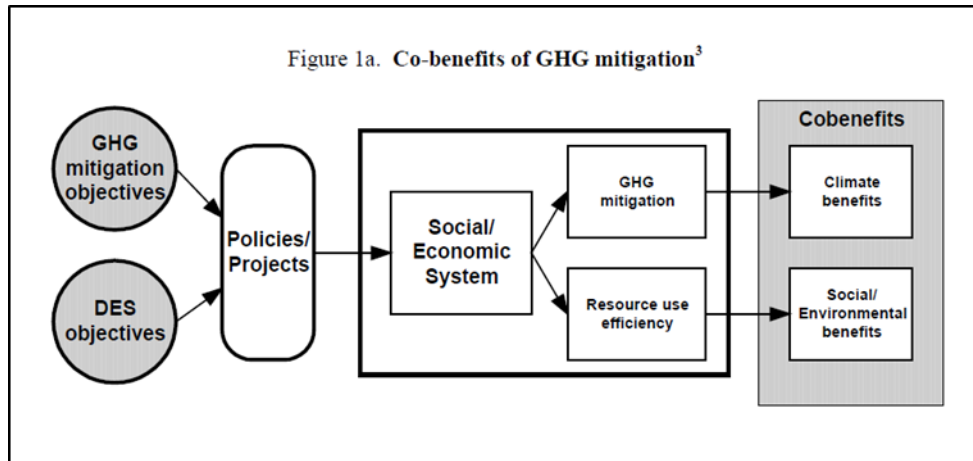 Figure 1a. Co-benefits of GHG mitigation3
GHG
mitigation
objectives
DES
objectives
Policies/
Projects
Social/
Economic
System
GHG
mitigation
Resource use
efficiency
Cobenefits
Climate
benefits
Social/
Environmental
benefits